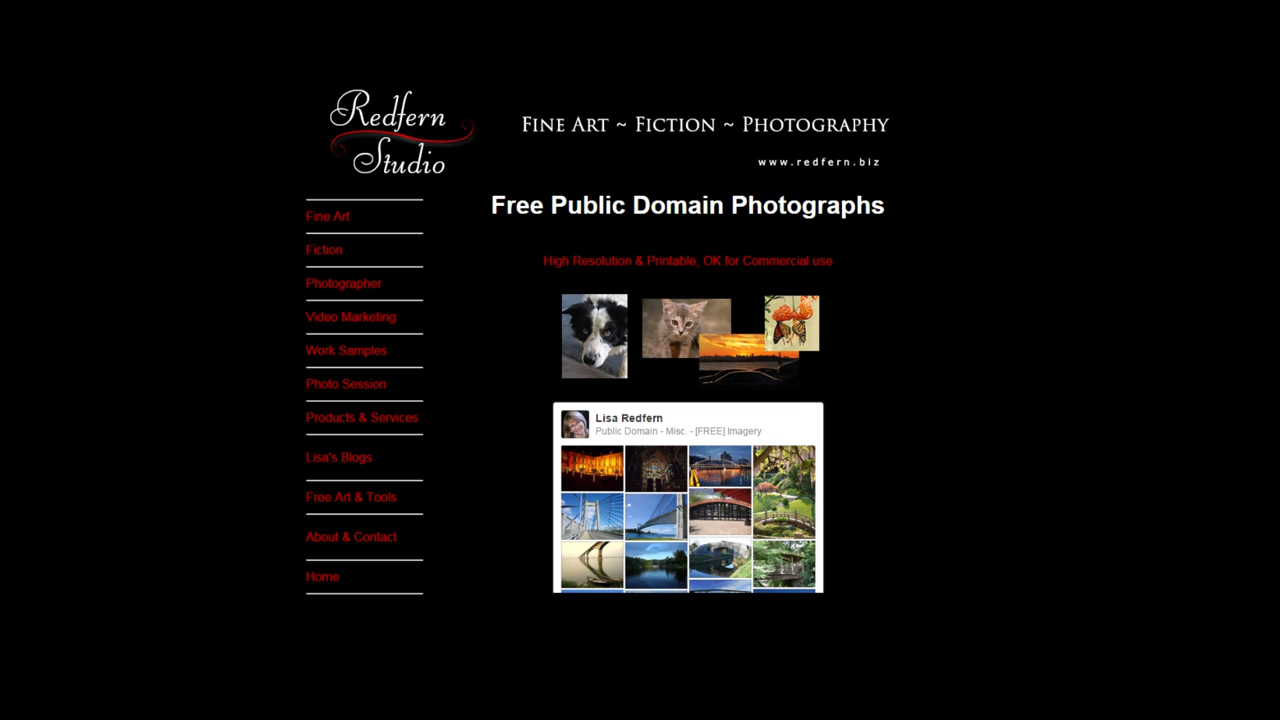 Redfern
Studio
FINE ART ~ FICTION ~ PHOTOGRAPHY
www.redfern.biz
Free Public Domain Photographs
High Resolution & Printable, OK for Commercial use
Fine Art
Fiction
Photographer
Video Marketing
Work Samples
Photo Session
Products & Services
Lisa's Blogs
Free Art & Tools
About & Contact
Home
Lisa Redfern
Public Domain - Misc. - [FREE] Imagery